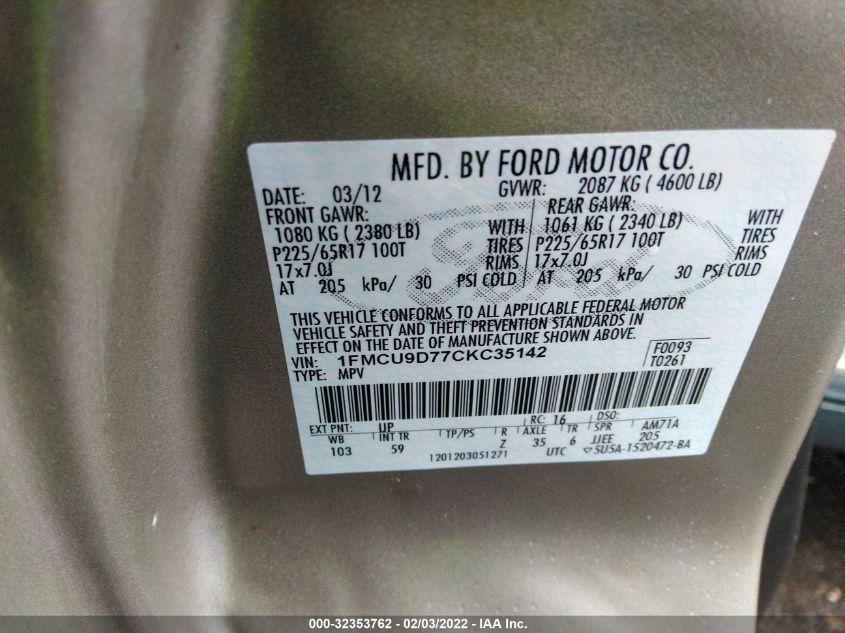 MFD. BY FORD MOTOR CO.
DATE: 03/12 GVWR: 2087 KG ( 4600 LB)
FRONT GAWR: REAR GAWR:
1080 KG ( 2380 LB) WITH 1061 KG ( 2340 LB) WITH
P225/65R17 100T TIRES P225/65R17 100T TIRES
17x7.0J RIMS 17x7.0J RIMS
AT 205 kPa/ 30 PSI COLD AT 205 kPa/ 30 PSI COLD
THIS VEHICLE CONFORMS TO ALL APPLICABLE FEDERAL MOTOR
VEHICLE SAFETY AND THEFT PREVENTION STANDARDS IN
EFFECT ON THE DATE OF MANUFACTURE SHOWN ABOVE.
VIN: 1FMCU9D77CKC35142 F0093
TYPE: MPV T0261
EXT PNT: UP RC: 16 DSO:
WB INT TR TP/PS R AXLE TR SPR AM71A
103 59 Z 35 6 JJEE 205
1201203051271 UTC ▽5U5A-1520472-BA
000-32353762 - 02/03/2022 - IAA Inc.